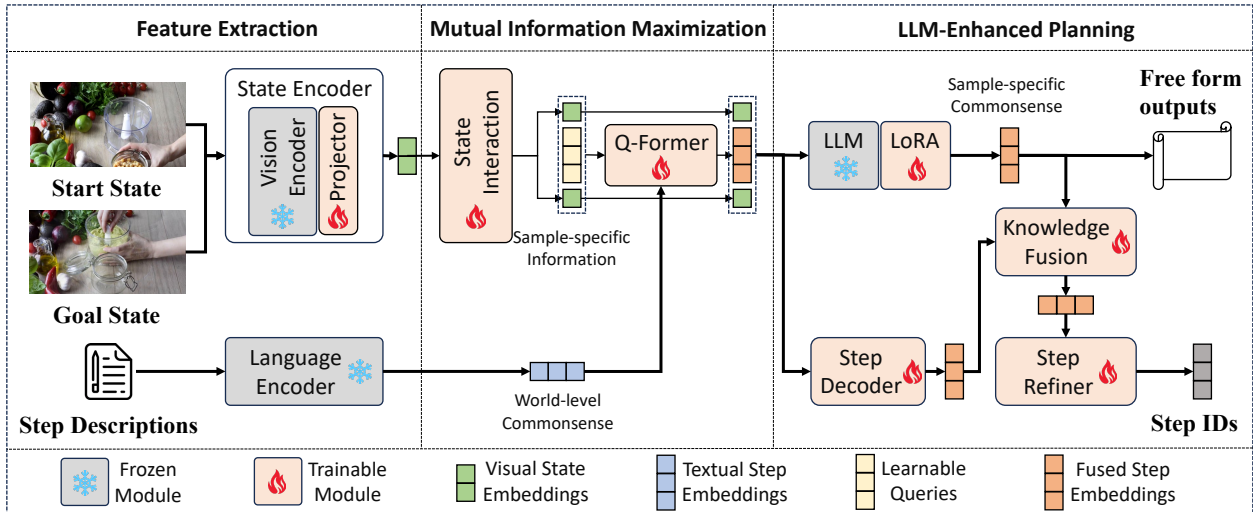 Feature Extraction
Mutual Information Maximization
LLM-Enhanced Planning
Start State
Goal State
Step Descriptions
State Encoder
Vision
Encoder
Projector
Language
Encoder
State
Interaction
Q-Former
Sample-specific
Information
World-level
Commonsense
LLM
LoRA
Sample-specific
Commonsense
Free form
outputs
Knowledge
Fusion
Step
Decoder
Step
Refiner
Step IDs
Frozen
Module
Trainable
Module
Visual State
Embeddings
Textual Step
Embeddings
Learnable
Queries
Fused Step
Embeddings